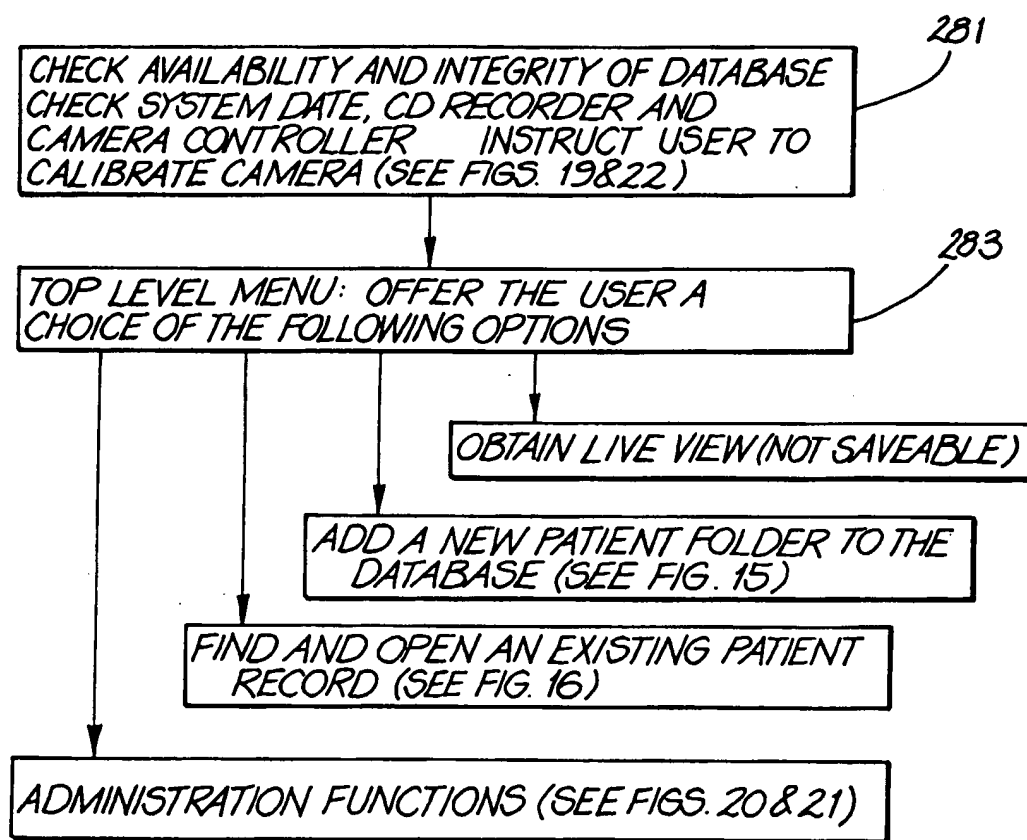 281
CHECK AVAILABILITY AND INTEGRITY OF DATABASE
CHECK SYSTEM DATE, CD RECORDER AND
CAMERA CONTROLLER INSTRUCT USER TO
CALIBRATE CAMERA (SEE FIGS. 19&22)
283
TOP LEVEL MENU: OFFER THE USER A
CHOICE OF THE FOLLOWING OPTIONS
OBTAIN LIVE VIEW (NOT SAVEABLE)
ADD A NEW PATIENT FOLDER TO THE
DATABASE (SEE FIG. 15)
FIND AND OPEN AN EXISTING PATIENT
RECORD (SEE FIG. 16)
ADMINISTRATION FUNCTIONS (SEE FIGS. 20&21)